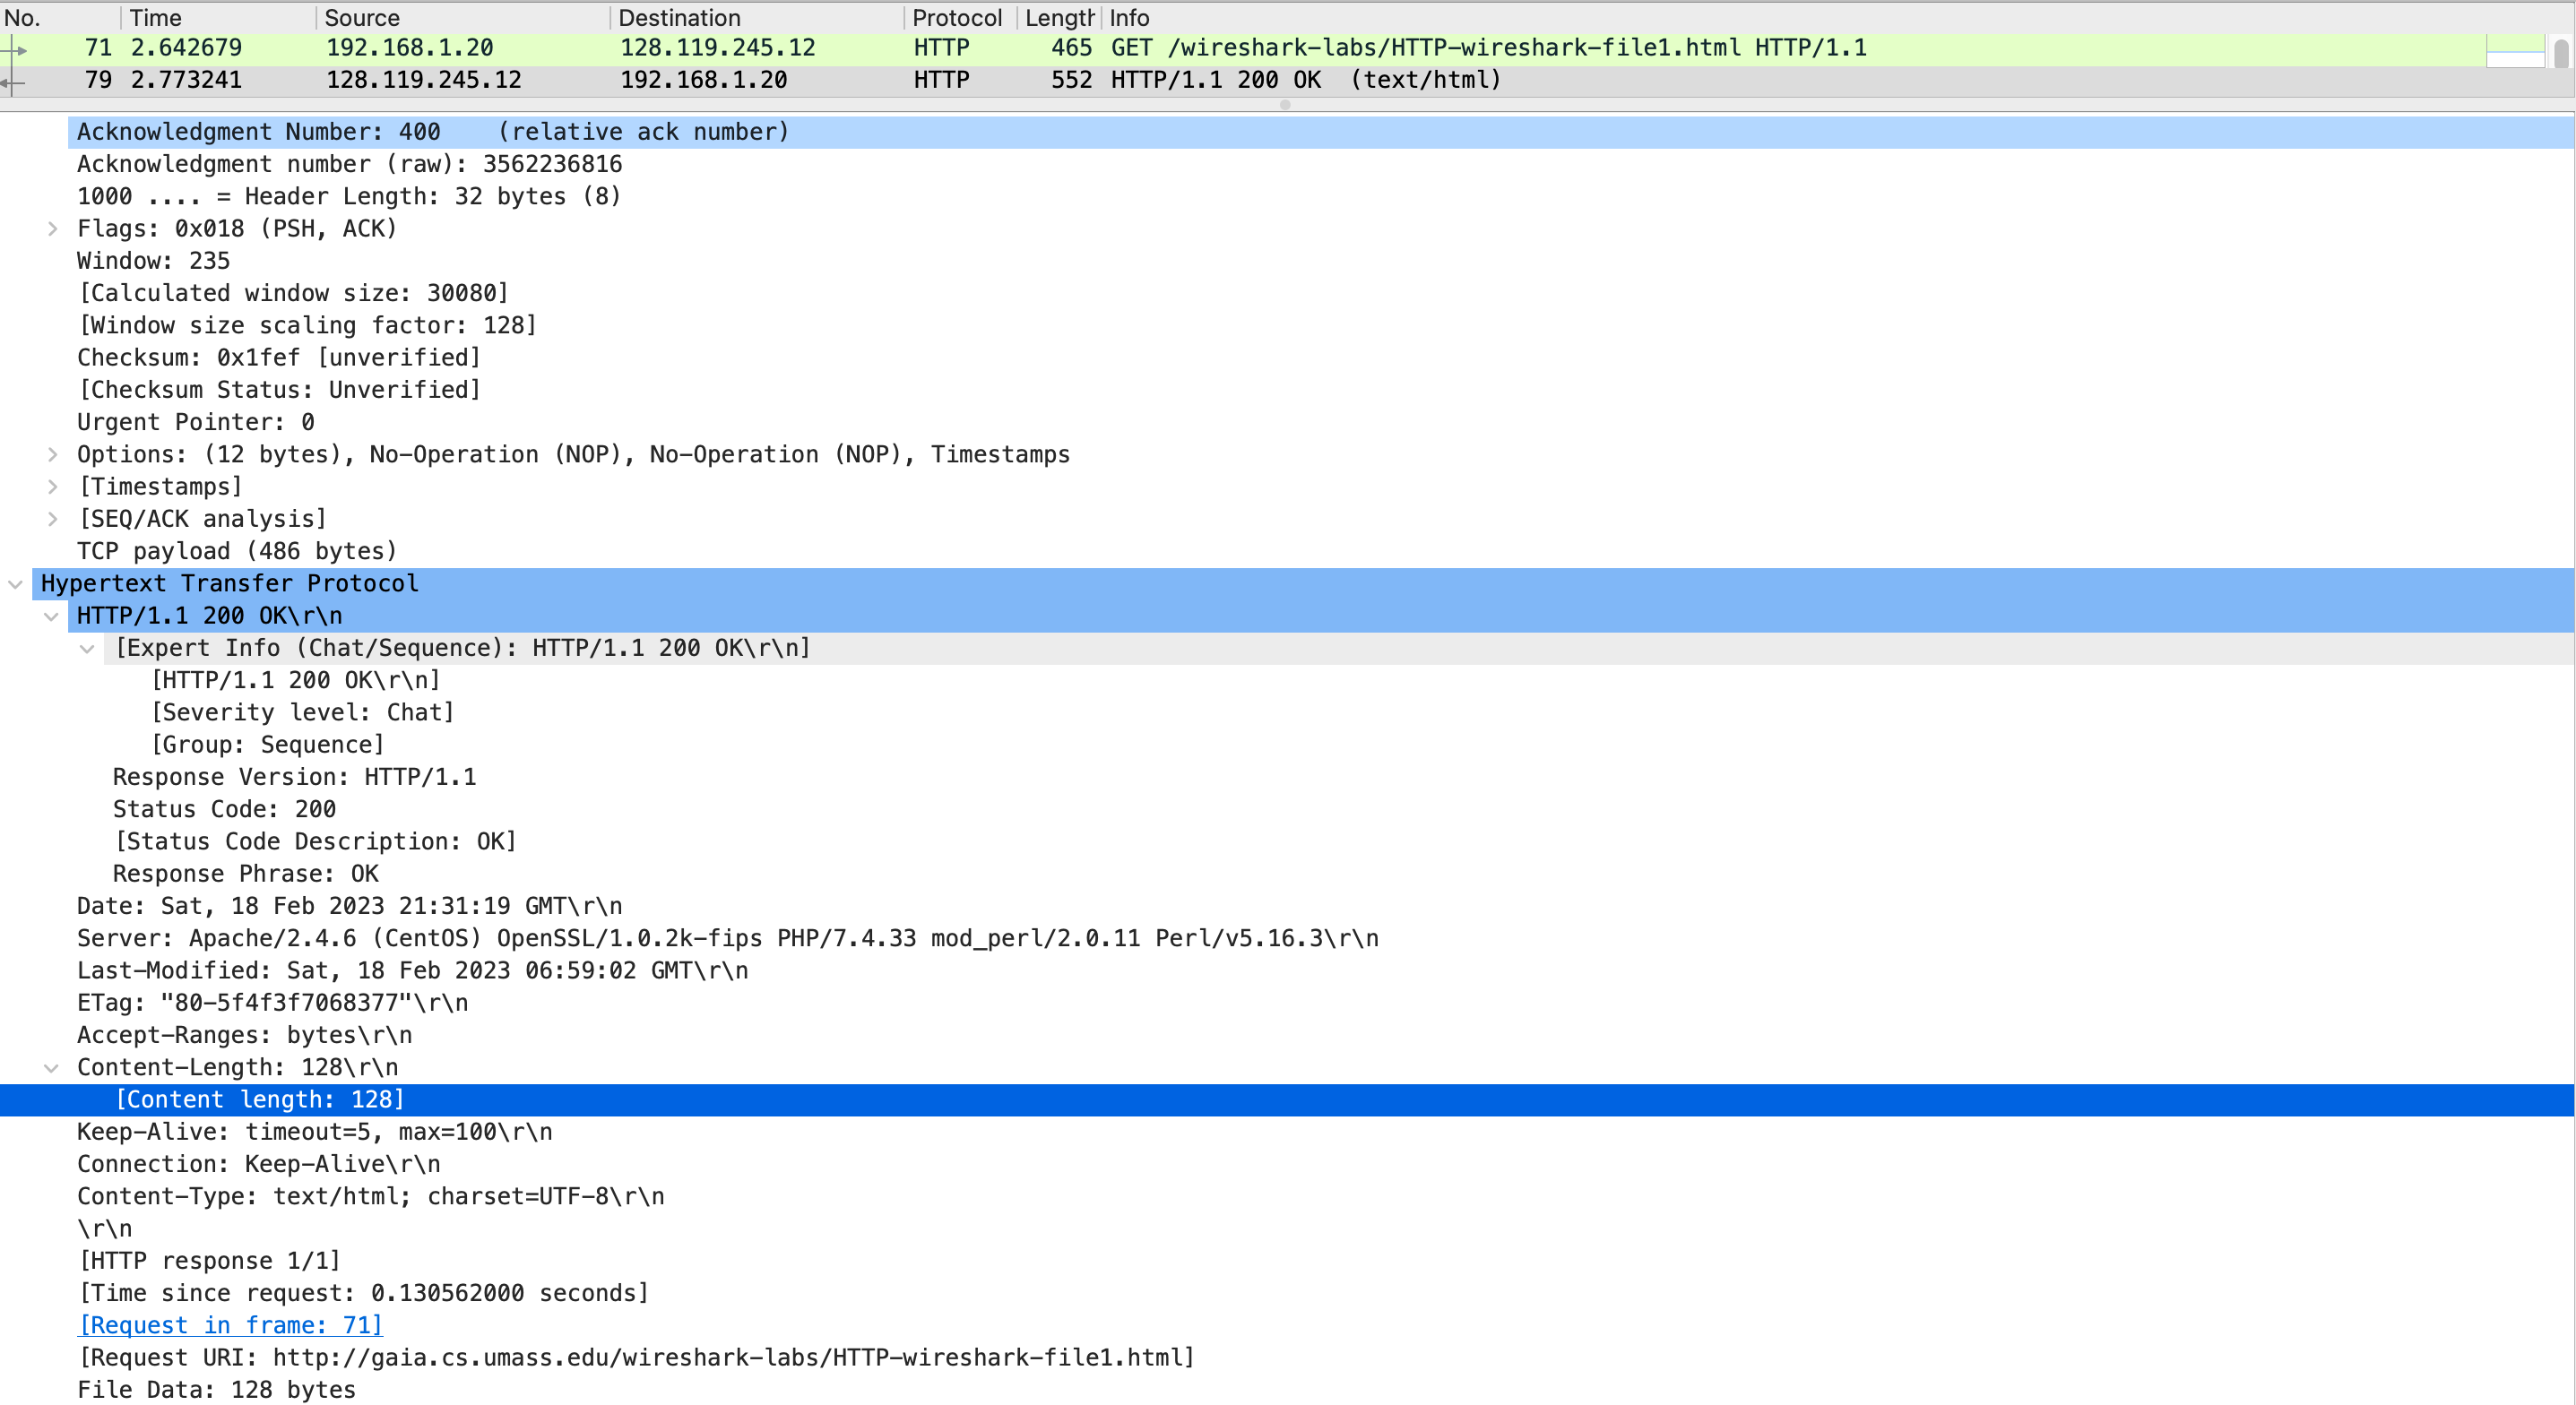 No. Time Source Destination Protocol Length Info
71 2.642679 192.168.1.20 128.119.245.12 HTTP 465 GET /wireshark-labs/HTTP-wireshark-file1.html HTTP/1.1
79 2.773241 128.119.245.12 192.168.1.20 HTTP 552 HTTP/1.1 200 OK (text/html)
Acknowledgment Number: 400 (relative ack number)
Acknowledgment number (raw): 3562236816
1000 .... = Header Length: 32 bytes (8)
Flags: 0x018 (PSH, ACK)
Window: 235
[Calculated window size: 30080]
[Window size scaling factor: 128]
Checksum: 0x1fef [unverified]
[Checksum Status: Unverified]
Urgent Pointer: 0
Options: (12 bytes), No-Operation (NOP), No-Operation (NOP), Timestamps
[Timestamps]
[SEQ/ACK analysis]
TCP payload (486 bytes)
Hypertext Transfer Protocol
HTTP/1.1 200 OK\r\n
[Expert Info (Chat/Sequence): HTTP/1.1 200 OK\r\n]
[HTTP/1.1 200 OK\r\n]
[Severity level: Chat]
[Group: Sequence]
Response Version: HTTP/1.1
Status Code: 200
[Status Code Description: OK]
Response Phrase: OK
Date: Sat, 18 Feb 2023 21:31:19 GMT\r\n
Server: Apache/2.4.6 (CentOS) OpenSSL/1.0.2k-fips PHP/7.4.33 mod_perl/2.0.11 Perl/v5.16.3\r\n
Last-Modified: Sat, 18 Feb 2023 06:59:02 GMT\r\n
ETag: "80-5f4f3f7068377"\r\n
Accept-Ranges: bytes\r\n
Content-Length: 128\r\n
[Content length: 128]
Keep-Alive: timeout=5, max=100\r\n
Connection: Keep-Alive\r\n
Content-Type: text/html; charset=UTF-8\r\n
\r\n
[HTTP response 1/1]
[Time since request: 0.130562000 seconds]
[Request in frame: 71]
[Request URI: http://gaia.cs.umass.edu/wireshark-labs/HTTP-wireshark-file1.html]
File Data: 128 bytes